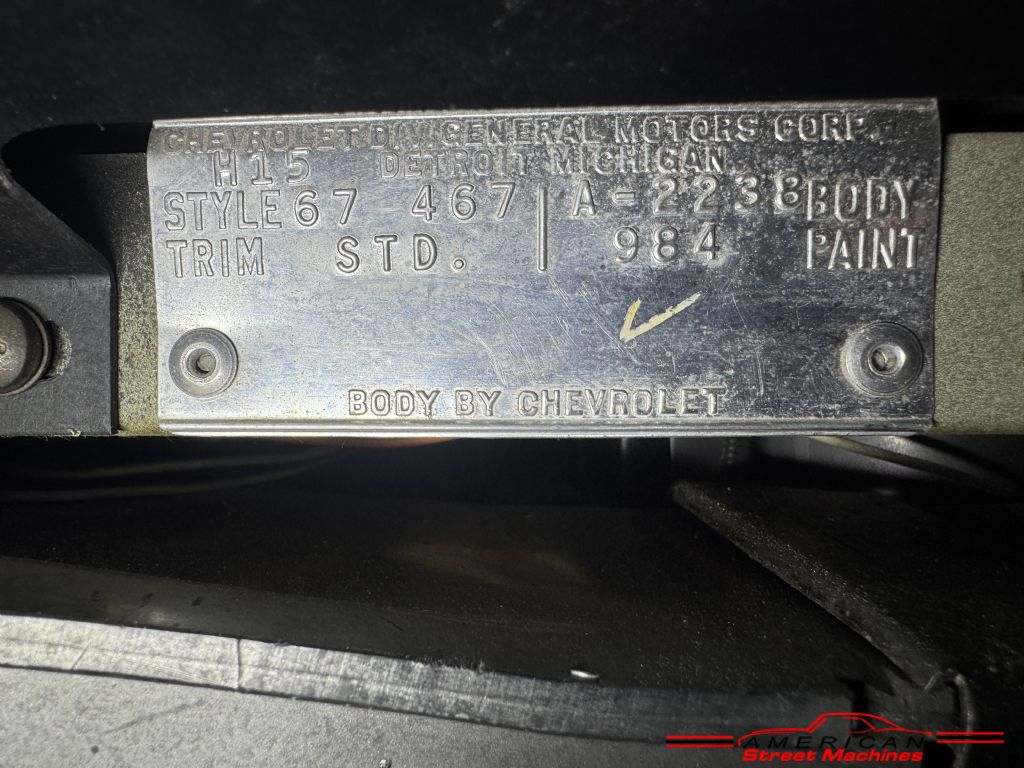 CHEVROLET DIV. GENERAL MOTORS CORP.
H15 DETROIT MICHIGAN
STYLE 67 467 | A-2238 BODY
TRIM STD. | 984 PAINT
BODY BY CHEVROLET
AMERICAN
Street Machines